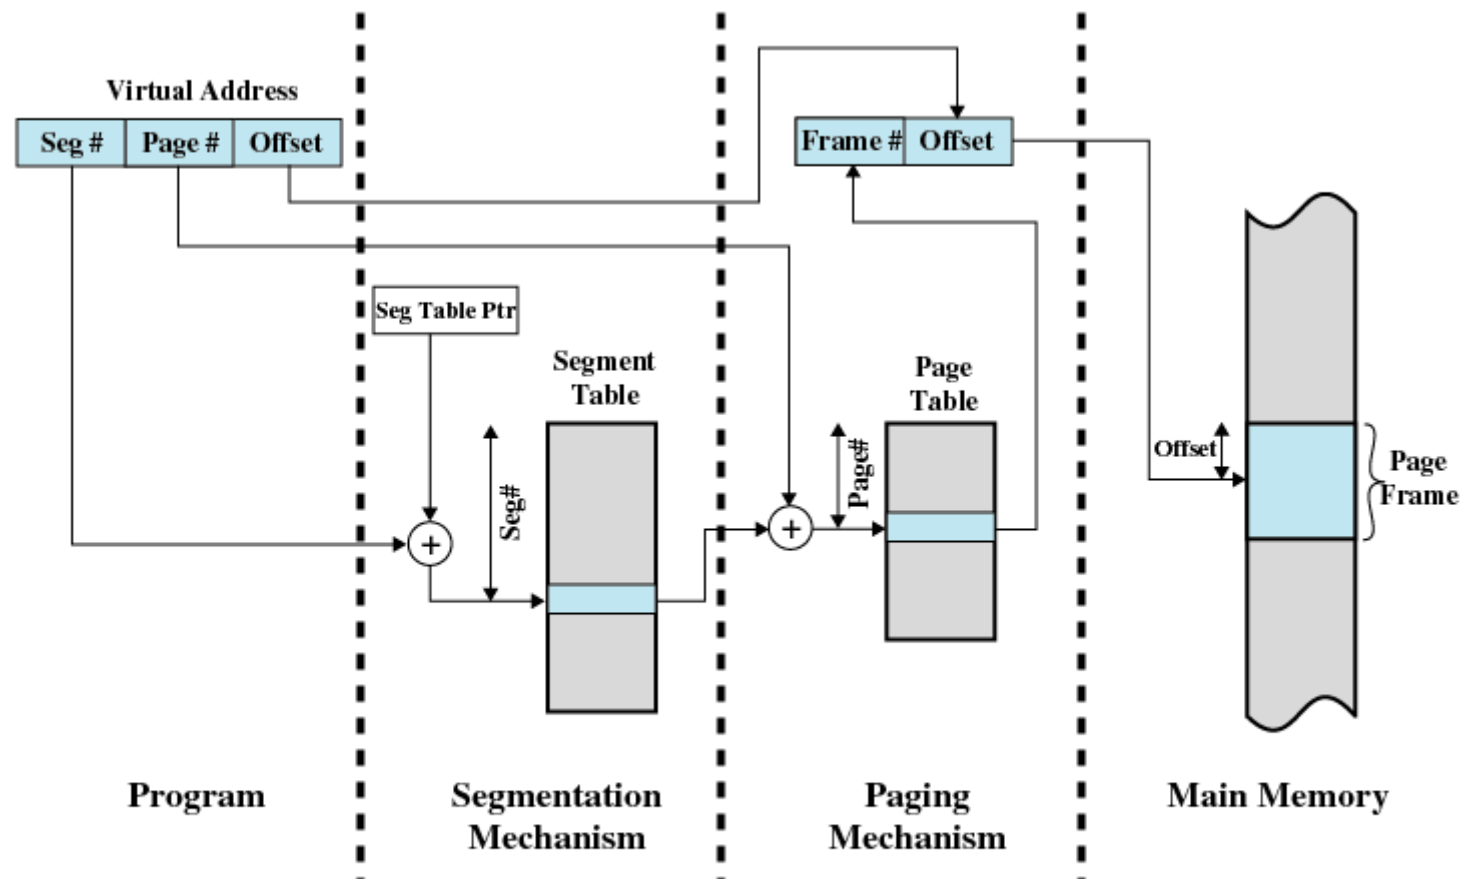 Virtual Address
Seg # Page # Offset
Frame # Offset
Seg Table Ptr
Segment
Table
Seg#
Page
Table
Page#
Offset
Page
Frame
+
+
Program
Segmentation
Mechanism
Paging
Mechanism
Main Memory